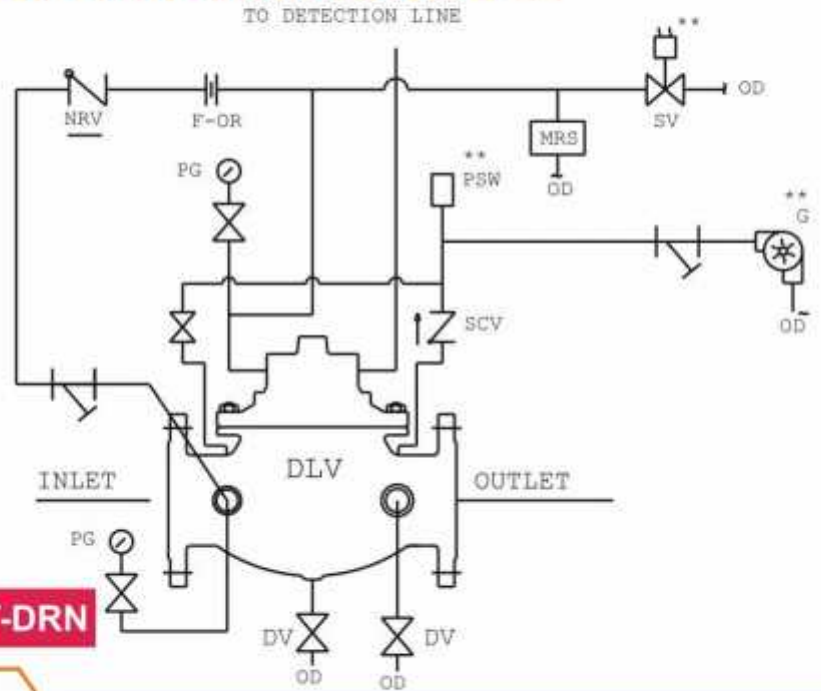 TO DETECTION LINE
**
OD
SV
NRV
F-OR
MRS
OD
PG
**
PSW
**
G
OD
SCV
DLV
INLET
OUTLET
PG
-DRN
DV
DV
OD
OD